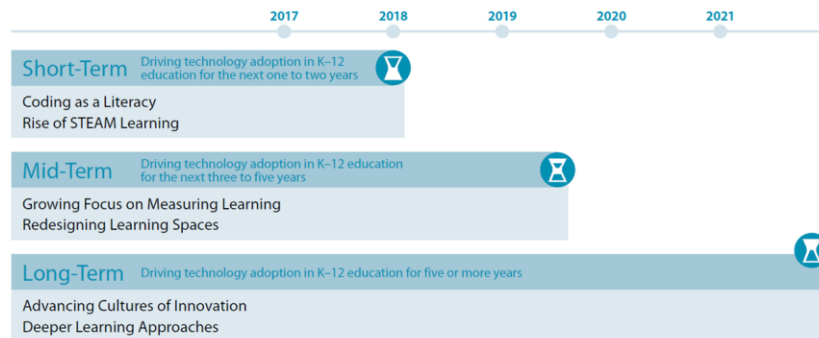 2017 2018 2019 2020 2021
Short-Term Driving technology adoption in K–12
education for the next one to two years
Coding as a Literacy
Rise of STEAM Learning
Mid-Term Driving technology adoption in K–12 education
for the next three to five years
Growing Focus on Measuring Learning
Redesigning Learning Spaces
Long-Term Driving technology adoption in K–12 education for five or more years
Advancing Cultures of Innovation
Deeper Learning Approaches